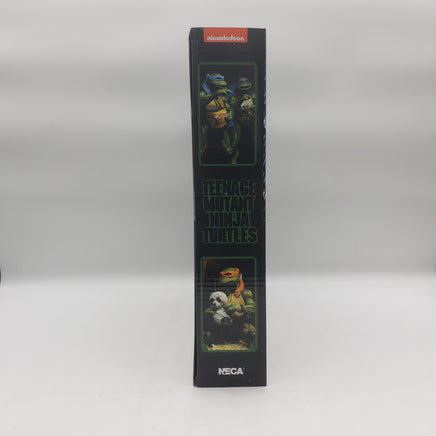 nickelodeon
TEENAGE
MUTANT
NINJA
TURTLES
NECA